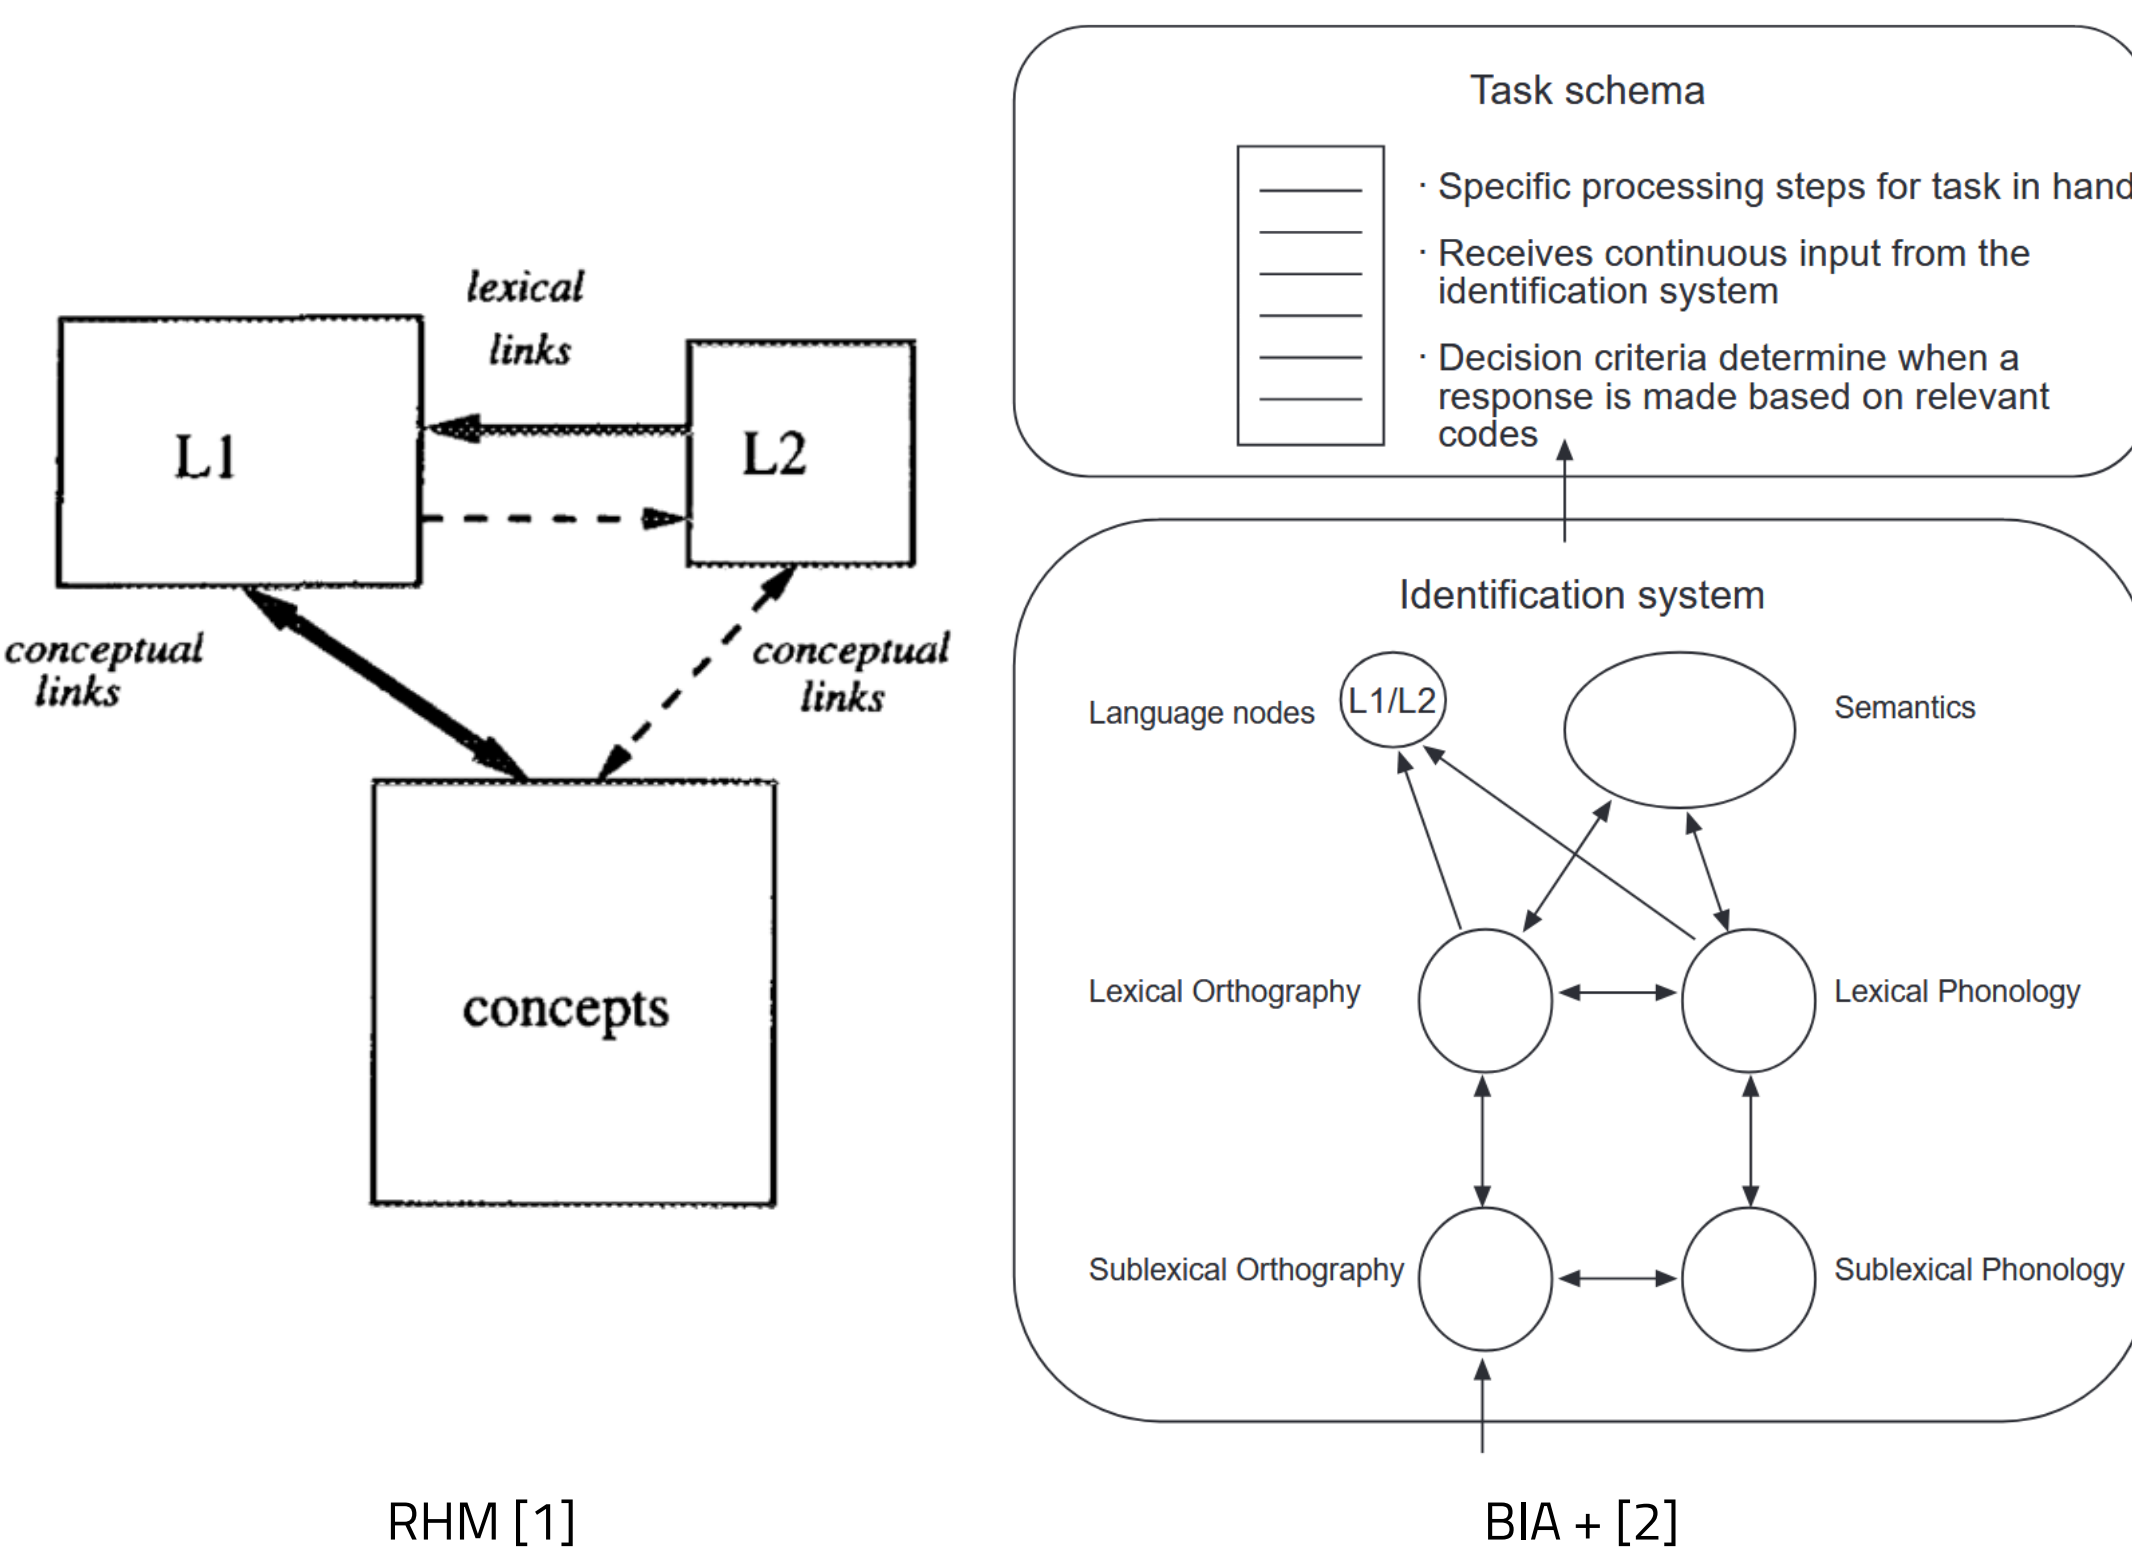 lexical
links
L1
L2
conceptual
links
conceptual
links
concepts
RHM [1]
Task schema
· Specific processing steps for task in hand
· Receives continuous input from the
identification system
· Decision criteria determine when a
response is made based on relevant
codes
Identification system
Language nodes
L1/L2
Semantics
Lexical Orthography
Lexical Phonology
Sublexical Orthography
Sublexical Phonology
BIA + [2]